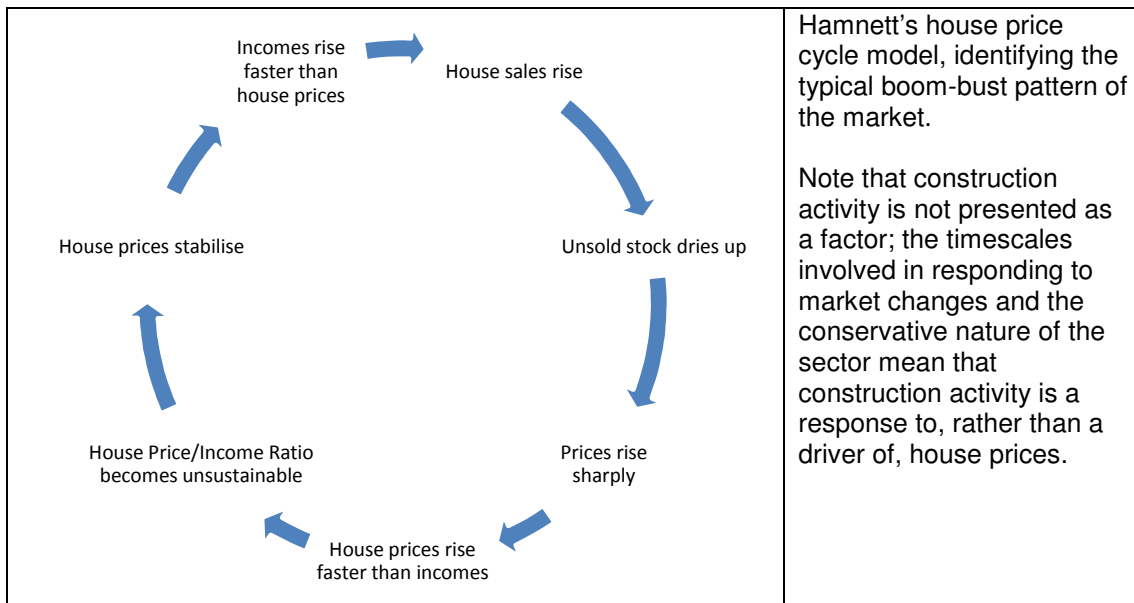 Incomes rise
faster than
house prices
House sales rise
Unsold stock dries up
Prices rise
sharply
House prices rise
faster than incomes
House Price/Income Ratio
becomes unsustainable
House prices stabilise
Hamnett’s house price
cycle model, identifying the
typical boom-bust pattern of
the market.
Note that construction
activity is not presented as
a factor; the timescales
involved in responding to
market changes and the
conservative nature of the
sector mean that
construction activity is a
response to, rather than a
driver of, house prices.